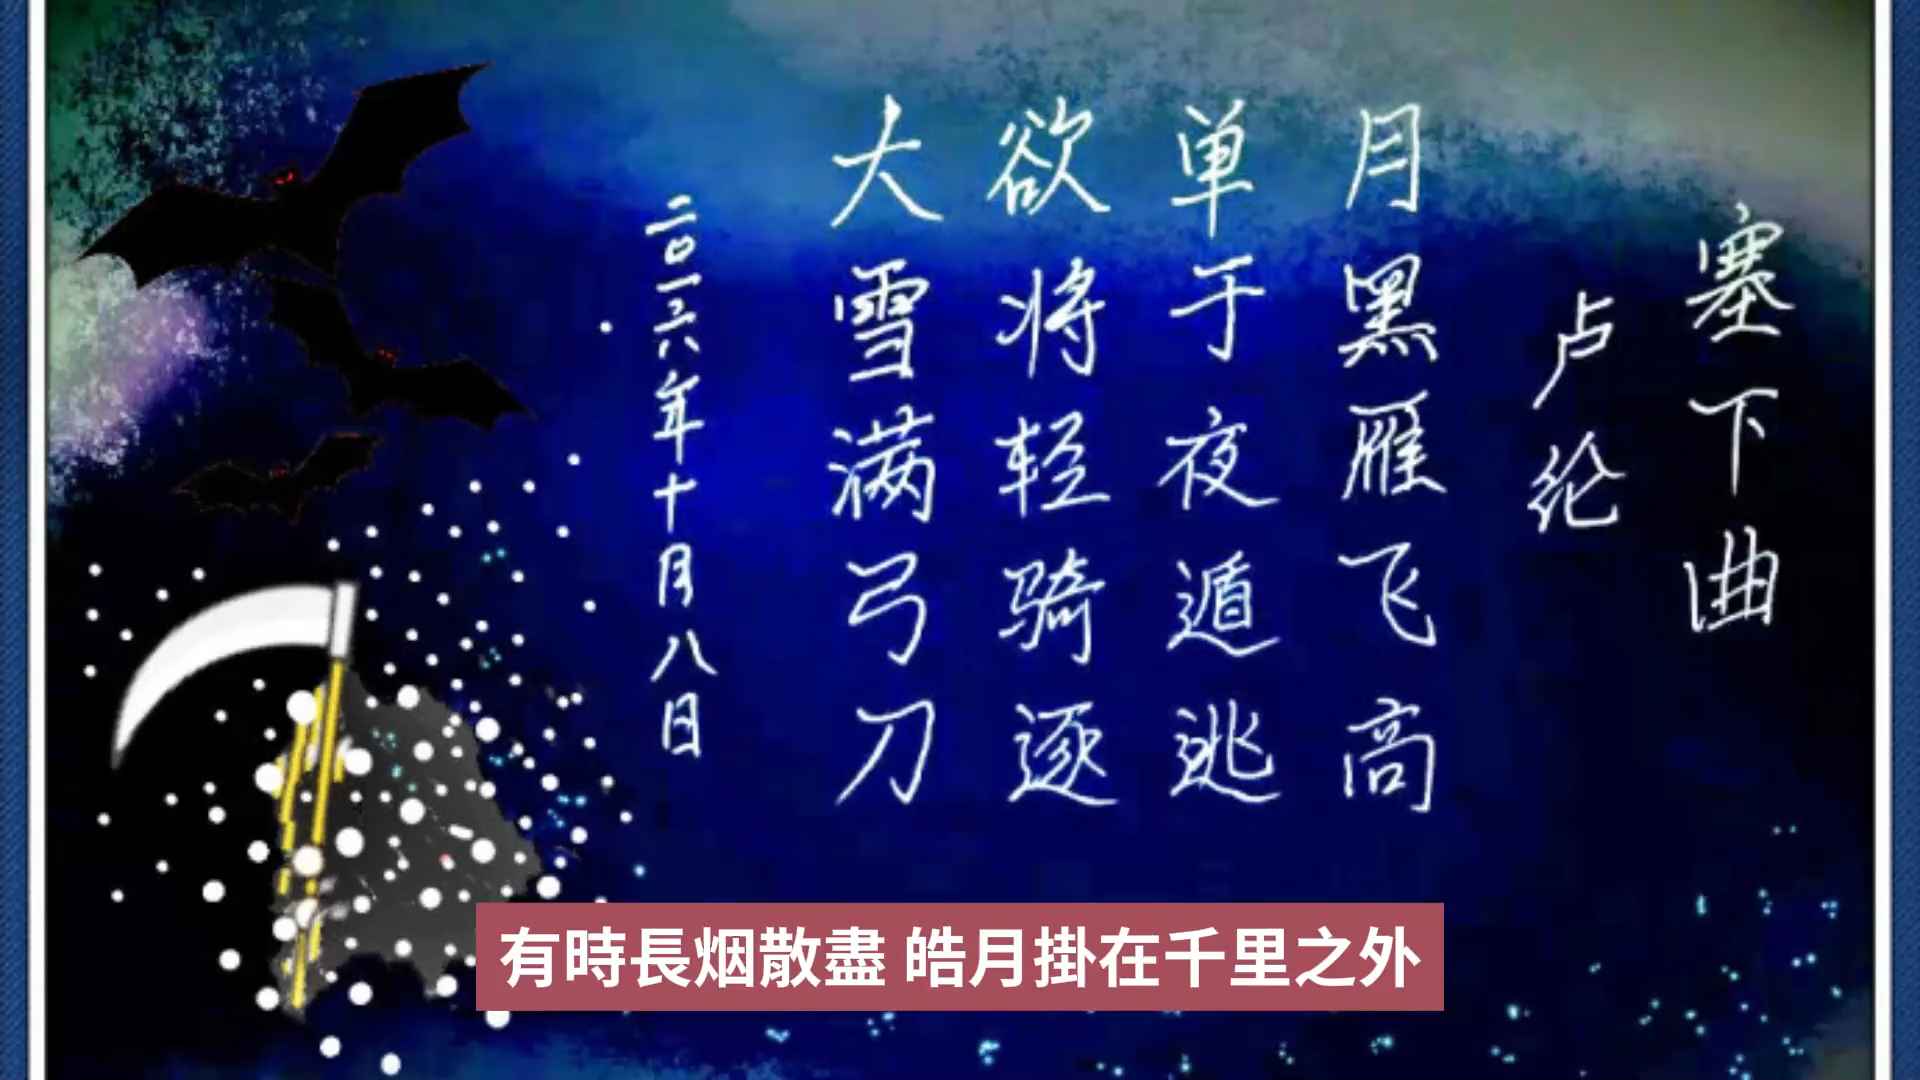 塞下曲
卢纶
月黑雁飞高
单于夜遁逃
欲将轻骑逐
大雪满弓刀
二〇一六年十月八日
有時長烟散盡 皓月掛在千里之外